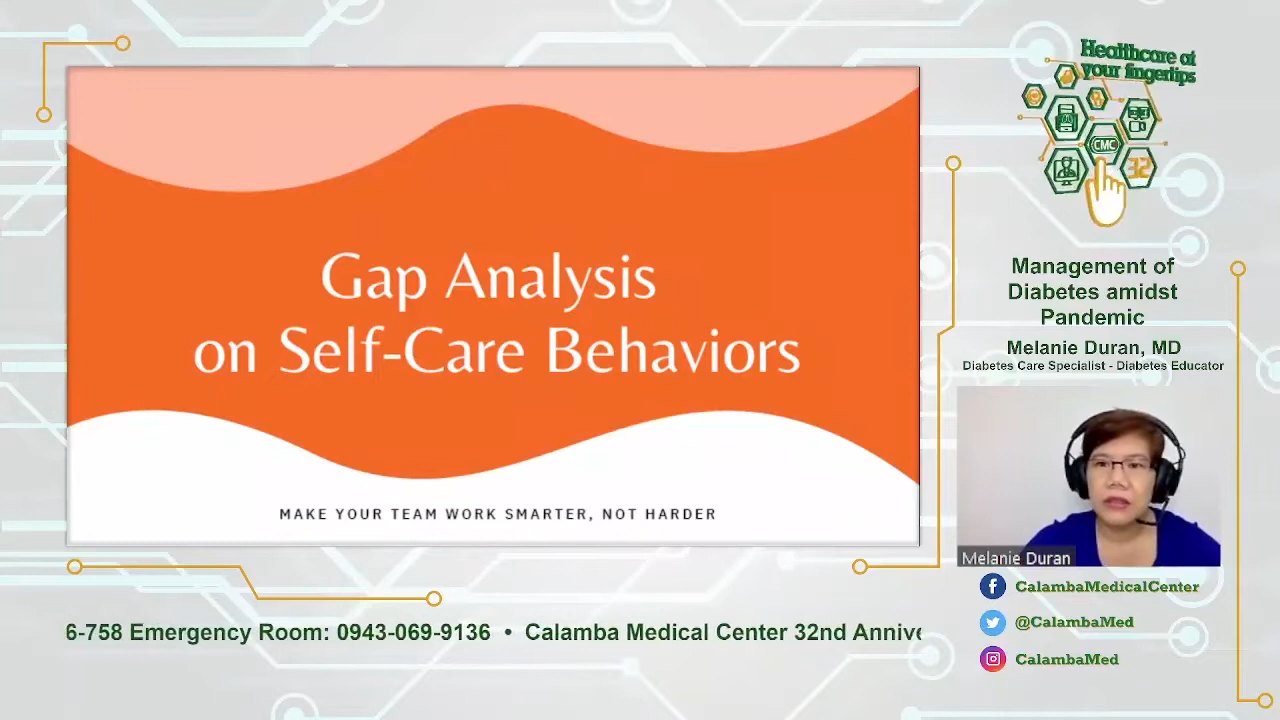 Gap Analysis
on Self-Care Behaviors
MAKE YOUR TEAM WORK SMARTER, NOT HARDER
Healthcare at
your fingertips
CMC
32
Management of
Diabetes amidst
Pandemic
Melanie Duran, MD
Diabetes Care Specialist - Diabetes Educator
Melanie Duran
CalambaMedicalCenter
@CalambaMed
CalambaMed
6-758 Emergency Room: 0943-069-9136 • Calamba Medical Center 32nd Annive